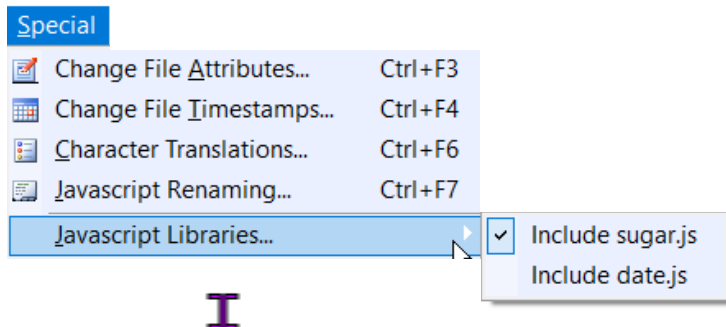 Special
Change File Attributes... Ctrl+F3
Change File Timestamps... Ctrl+F4
Character Translations... Ctrl+F6
Javascript Renaming... Ctrl+F7
Javascript Libraries...
Include sugar.js
Include date.js